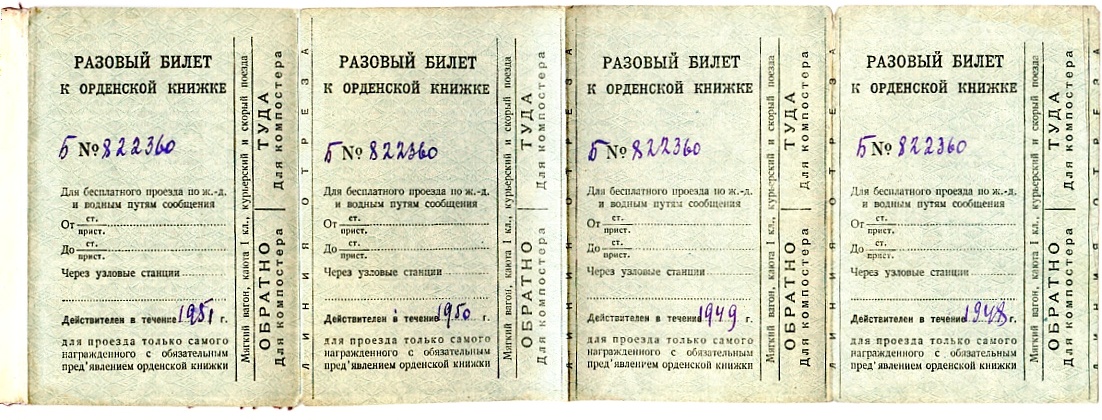 РАЗОВЫЙ БИЛЕТ
К ОРДЕНСКОЙ КНИЖКЕ
Б № 822360
Для бесплатного проезда по ж.-д.
и водным путям сообщения
От ст.
прист.
До ст.
прист.
Через узловые станции
Действителен в течение 1951 г.
для проезда только самого
награжденного с обязательным
пред'явлением орденской книжки
Мягкий вагон, каюта I кл., курьерский и скорый поезда
ТУДА
Для компостера
ОБРАТНО
Для компостера
ЛИНИЯ ОТРЕЗА
РАЗОВЫЙ БИЛЕТ
К ОРДЕНСКОЙ КНИЖКЕ
Б № 822360
Для бесплатного проезда по ж.-д.
и водным путям сообщения
От ст.
прист.
До ст.
прист.
Через узловые станции
Действителен в течение 1950 г.
для проезда только самого
награжденного с обязательным
пред'явлением орденской книжки
Мягкий вагон, каюта I кл., курьерский и скорый поезда
ТУДА
Для компостера
ОБРАТНО
Для компостера
ЛИНИЯ ОТРЕЗА
РАЗОВЫЙ БИЛЕТ
К ОРДЕНСКОЙ КНИЖКЕ
Б № 822360
Для бесплатного проезда по ж.-д.
и водным путям сообщения
От ст.
прист.
До ст.
прист.
Через узловые станции
Действителен в течение 1949 г.
для проезда только самого
награжденного с обязательным
пред'явлением орденской книжки
Мягкий вагон, каюта I кл., курьерский и скорый поезда
ТУДА
Для компостера
ОБРАТНО
Для компостера
ЛИНИЯ ОТРЕЗА
РАЗОВЫЙ БИЛЕТ
К ОРДЕНСКОЙ КНИЖКЕ
Б № 822360
Для бесплатного проезда по ж.-д.
и водным путям сообщения
От ст.
прист.
До ст.
прист.
Через узловые станции
Действителен в течение 1948 г.
для проезда только самого
награжденного с обязательным
пред'явлением орденской книжки
Мягкий вагон, каюта I кл., курьерский и скорый поезда
ТУДА
Для компостера
ОБРАТНО
Для компостера
ЛИНИЯ ОТРЕЗА